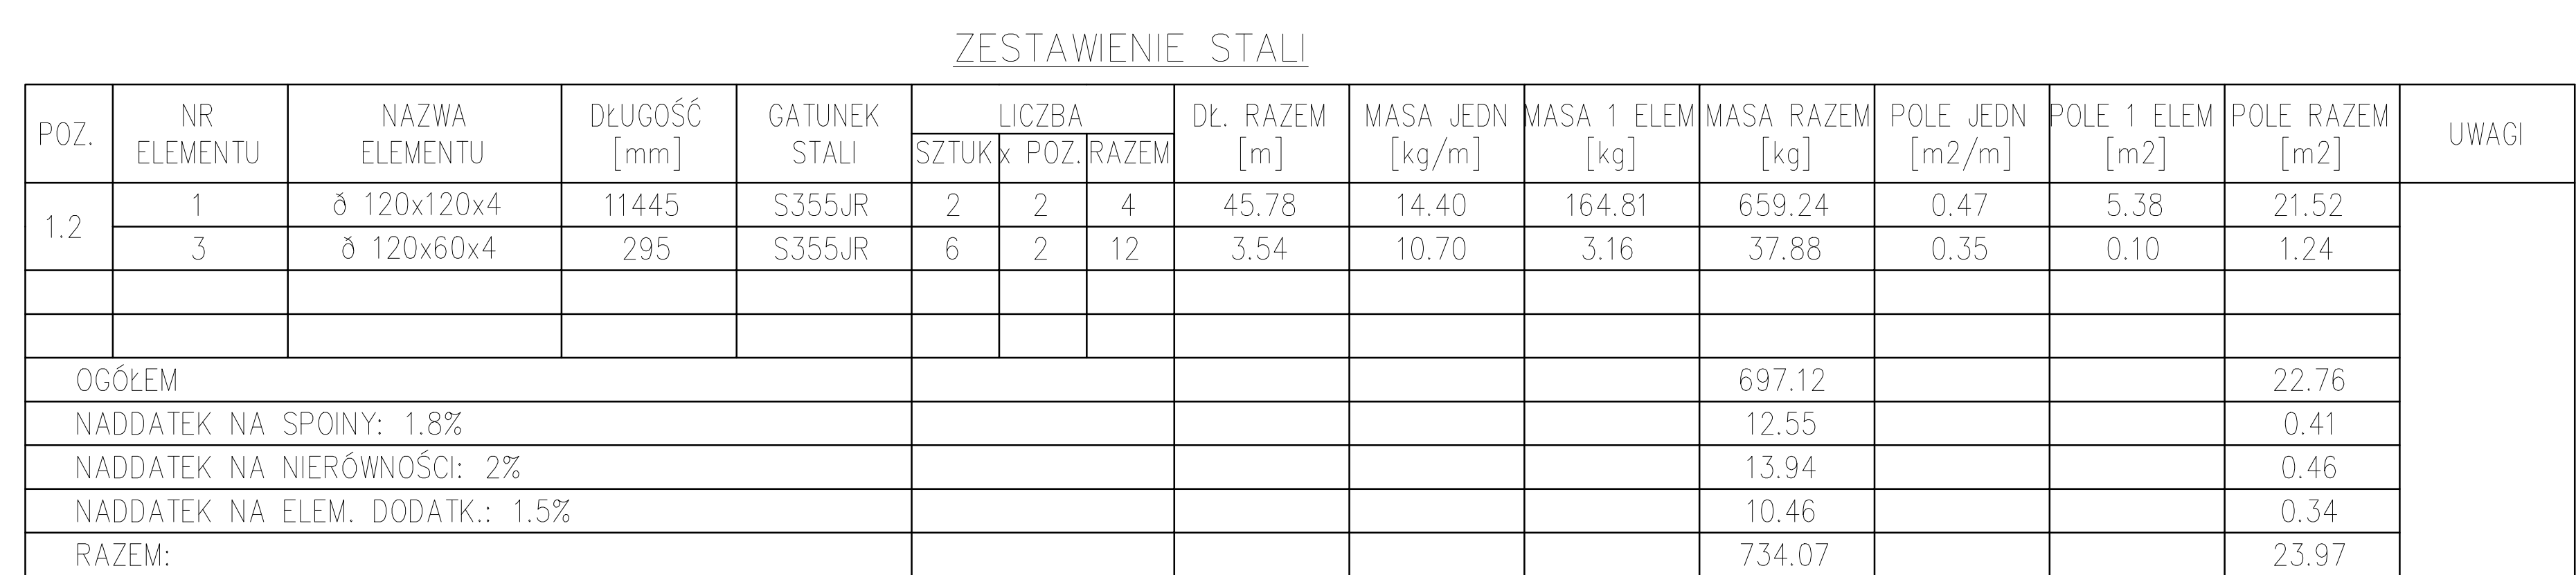 ZESTAWIENIE STALI
POZ. NR ELEMENTU NAZWA ELEMENTU DŁUGOŚĆ [mm] GATUNEK STALI LICZBA SZTUK x POZ. RAZEM DŁ. RAZEM [m] MASA JEDN [kg/m] MASA 1 ELEM [kg] MASA RAZEM [kg] POLE JEDN [m2/m] POLE 1 ELEM [m2] POLE RAZEM [m2] UWAGI
1.2 1 ð 120x120x4 11445 S355JR 2 2 4 45.78 14.40 164.81 659.24 0.47 5.38 21.52
3 ð 120x60x4 295 S355JR 6 2 12 3.54 10.70 3.16 37.88 0.35 0.10 1.24
OGÓŁEM 697.12 22.76
NADDATEK NA SPOINY: 1.8% 12.55 0.41
NADDATEK NA NIERÓWNOŚCI: 2% 13.94 0.46
NADDATEK NA ELEM. DODATK.: 1.5% 10.46 0.34
RAZEM: 734.07 23.97